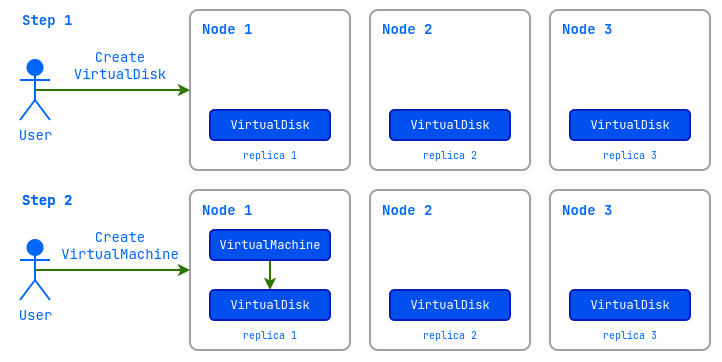 Step 1
Node 1
Node 2
Node 3
Create
VirtualDisk
VirtualDisk
VirtualDisk
VirtualDisk
User
replica 1
replica 2
replica 3
Step 2
Node 1
Node 2
Node 3
Create
VirtualMachine
VirtualMachine
VirtualDisk
VirtualDisk
VirtualDisk
User
replica 1
replica 2
replica 3